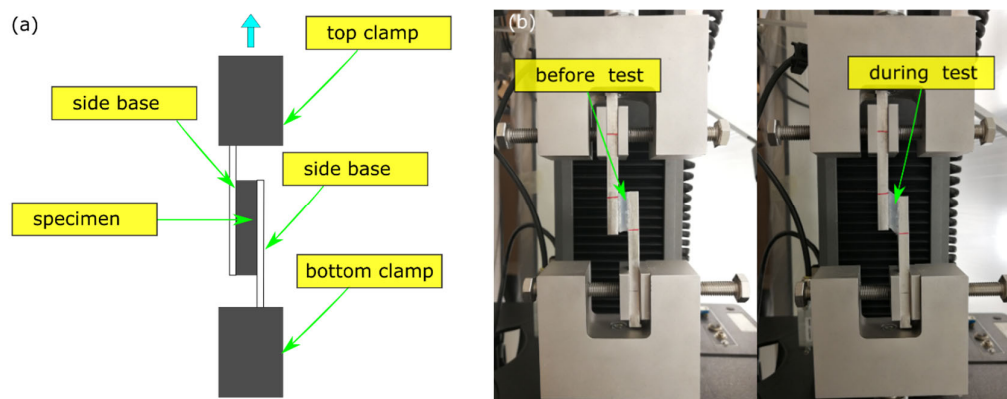 (a)
top clamp
side base
side base
specimen
bottom clamp
(b)
before test
during test